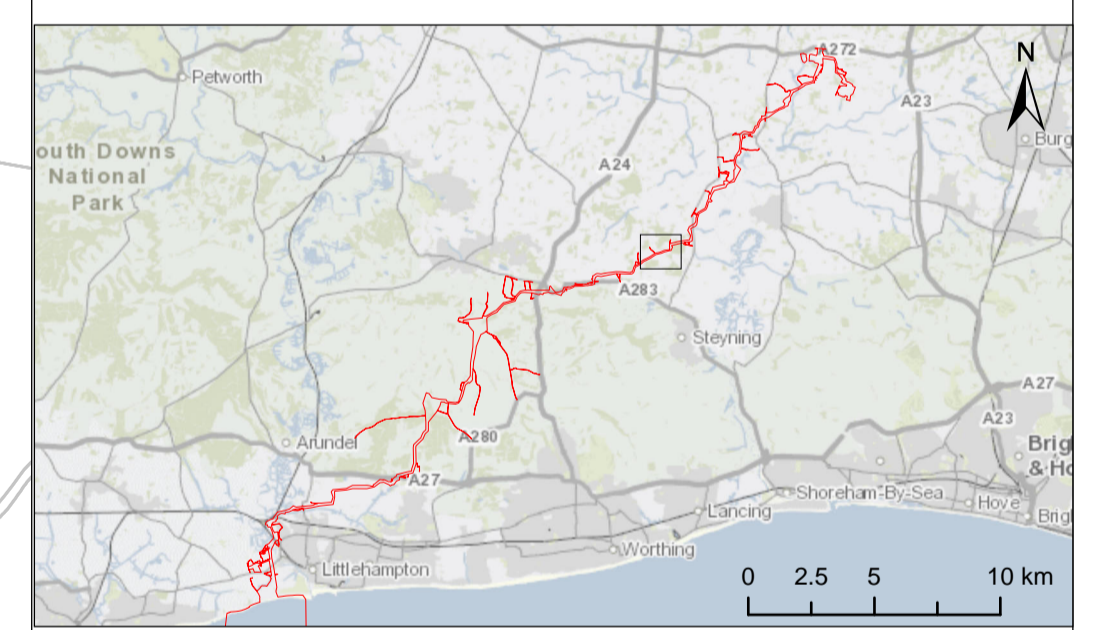 A272
N
Petworth
A23
Burg
outh Downs
National
Park
A24
A283
Steyning
A27
A23
Arundel
A280
Brig
& Ho
A27
Shoreham-By-Sea
Hove
Lancing
Brig
Worthing
Littlehampton
0 2.5 5 10 km